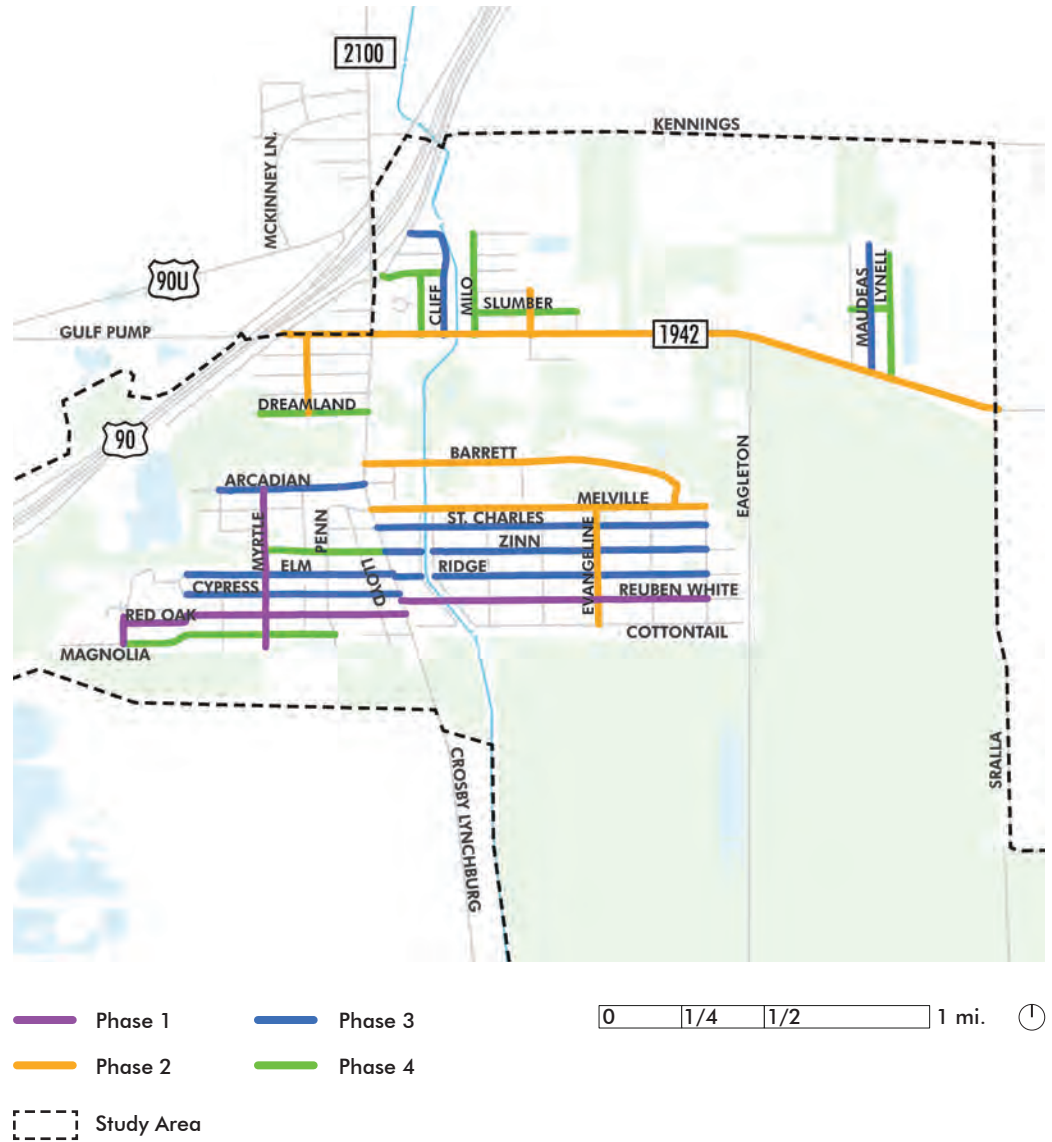 2100
KENNINGS
MCKINNEY LN.
90U
CLIFF
MILO
SLUMBER
MAUDEAS
LYNELL
GULF PUMP
1942
DREAMLAND
90
BARRETT
EAGLETON
ARCADIAN
MELVILLE
MYRTLE
PENN
ST. CHARLES
EVANGELINE
ZINN
ELM
LLOYD
RIDGE
CYPRESS
REUBEN WHITE
RED OAK
COTTONTAIL
MAGNOLIA
CROSBY LYNCHBURG
SRALLA
Phase 1
Phase 3
0 1/4 1/2 1 mi.
Phase 2
Phase 4
Study Area